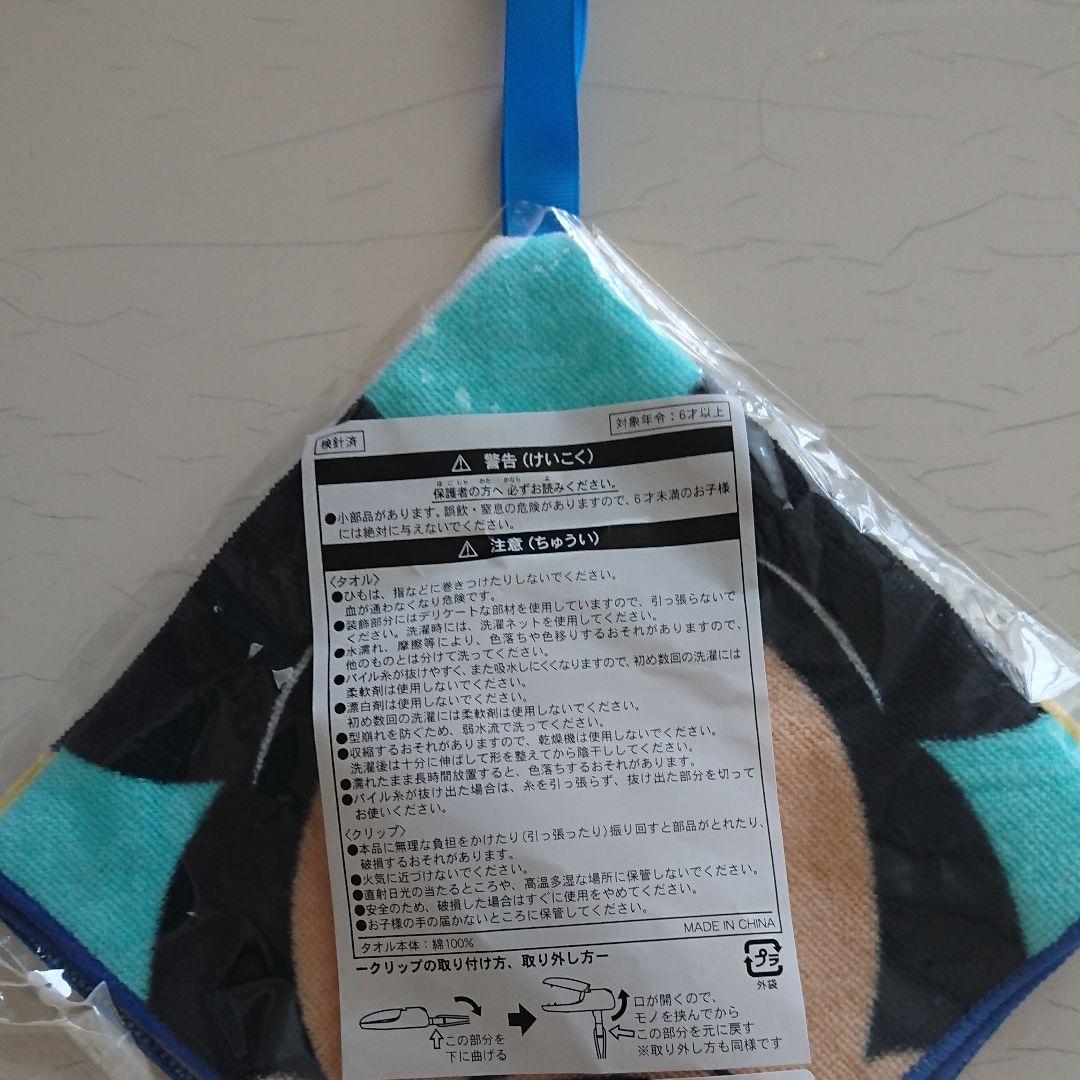 検針済
対象年令：6才以上
⚠ 警告（けいこく）
ほごしゃ かた かなら よ
保護者の方へ 必ずお読みください。
●小部品があります。誤飲・窒息の危険がありますので、6才未満のお子様
には絶対に与えないでください。
⚠ 注意（ちゅうい）
〈タオル〉
●ひもは、指などに巻きつけたりしないでください。
血が通わなくなり危険です。
●装飾部分にはデリケートな部材を使用していますので、引っ張らないで
ください。洗濯時には、洗濯ネットを使用してください。
●水濡れ、摩擦等により、色落ちや色移りするおそれがありますので、
他のものとは分けて洗ってください。
●パイル糸が抜けやすく、また吸水しにくくなりますので、初め数回の洗濯には
柔軟剤は使用しないでください。
●漂白剤は使用しないでください。
初め数回の洗濯には柔軟剤は使用しないでください。
●型崩れを防ぐため、弱水流で洗ってください。
●収縮するおそれがありますので、乾燥機は使用しないでください。
洗濯後は十分に伸ばして形を整えてから陰干ししてください。
●濡れたまま長時間放置すると、色落ちするおそれがあります。
●パイル糸が抜け出た場合は、糸を引っ張らず、抜け出た部分を切って
お使いください。
〈クリップ〉
●本品に無理な負担をかけたり（引っ張ったり）振り回すと部品がとれたり、
破損するおそれがあります。
●火気に近づけないでください。
●直射日光の当たるところや、高温多湿な場所に保管しないでください。
●安全のため、破損した場合はすぐに使用をやめてください。
●お子様の手の届かないところに保管してください。
MADE IN CHINA
タオル本体：綿100%
ークリップの取り付け方、取り外し方ー
プラ
外袋
この部分を
下に曲げる
口が開くので、
モノを挟んでから
この部分を元に戻す
※取り外し方も同様です